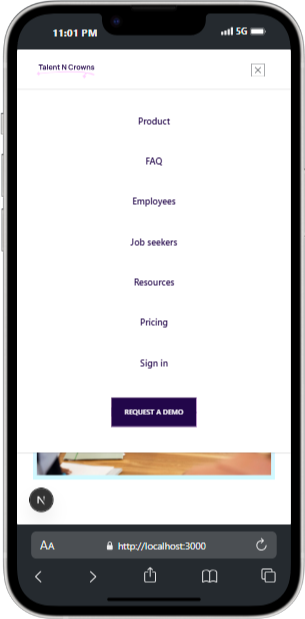 11:01 PM
5G
Talent N Crowns
Product
FAQ
Employees
Job seekers
Resources
Pricing
Sign in
REQUEST A DEMO
N
AA
http://localhost:3000